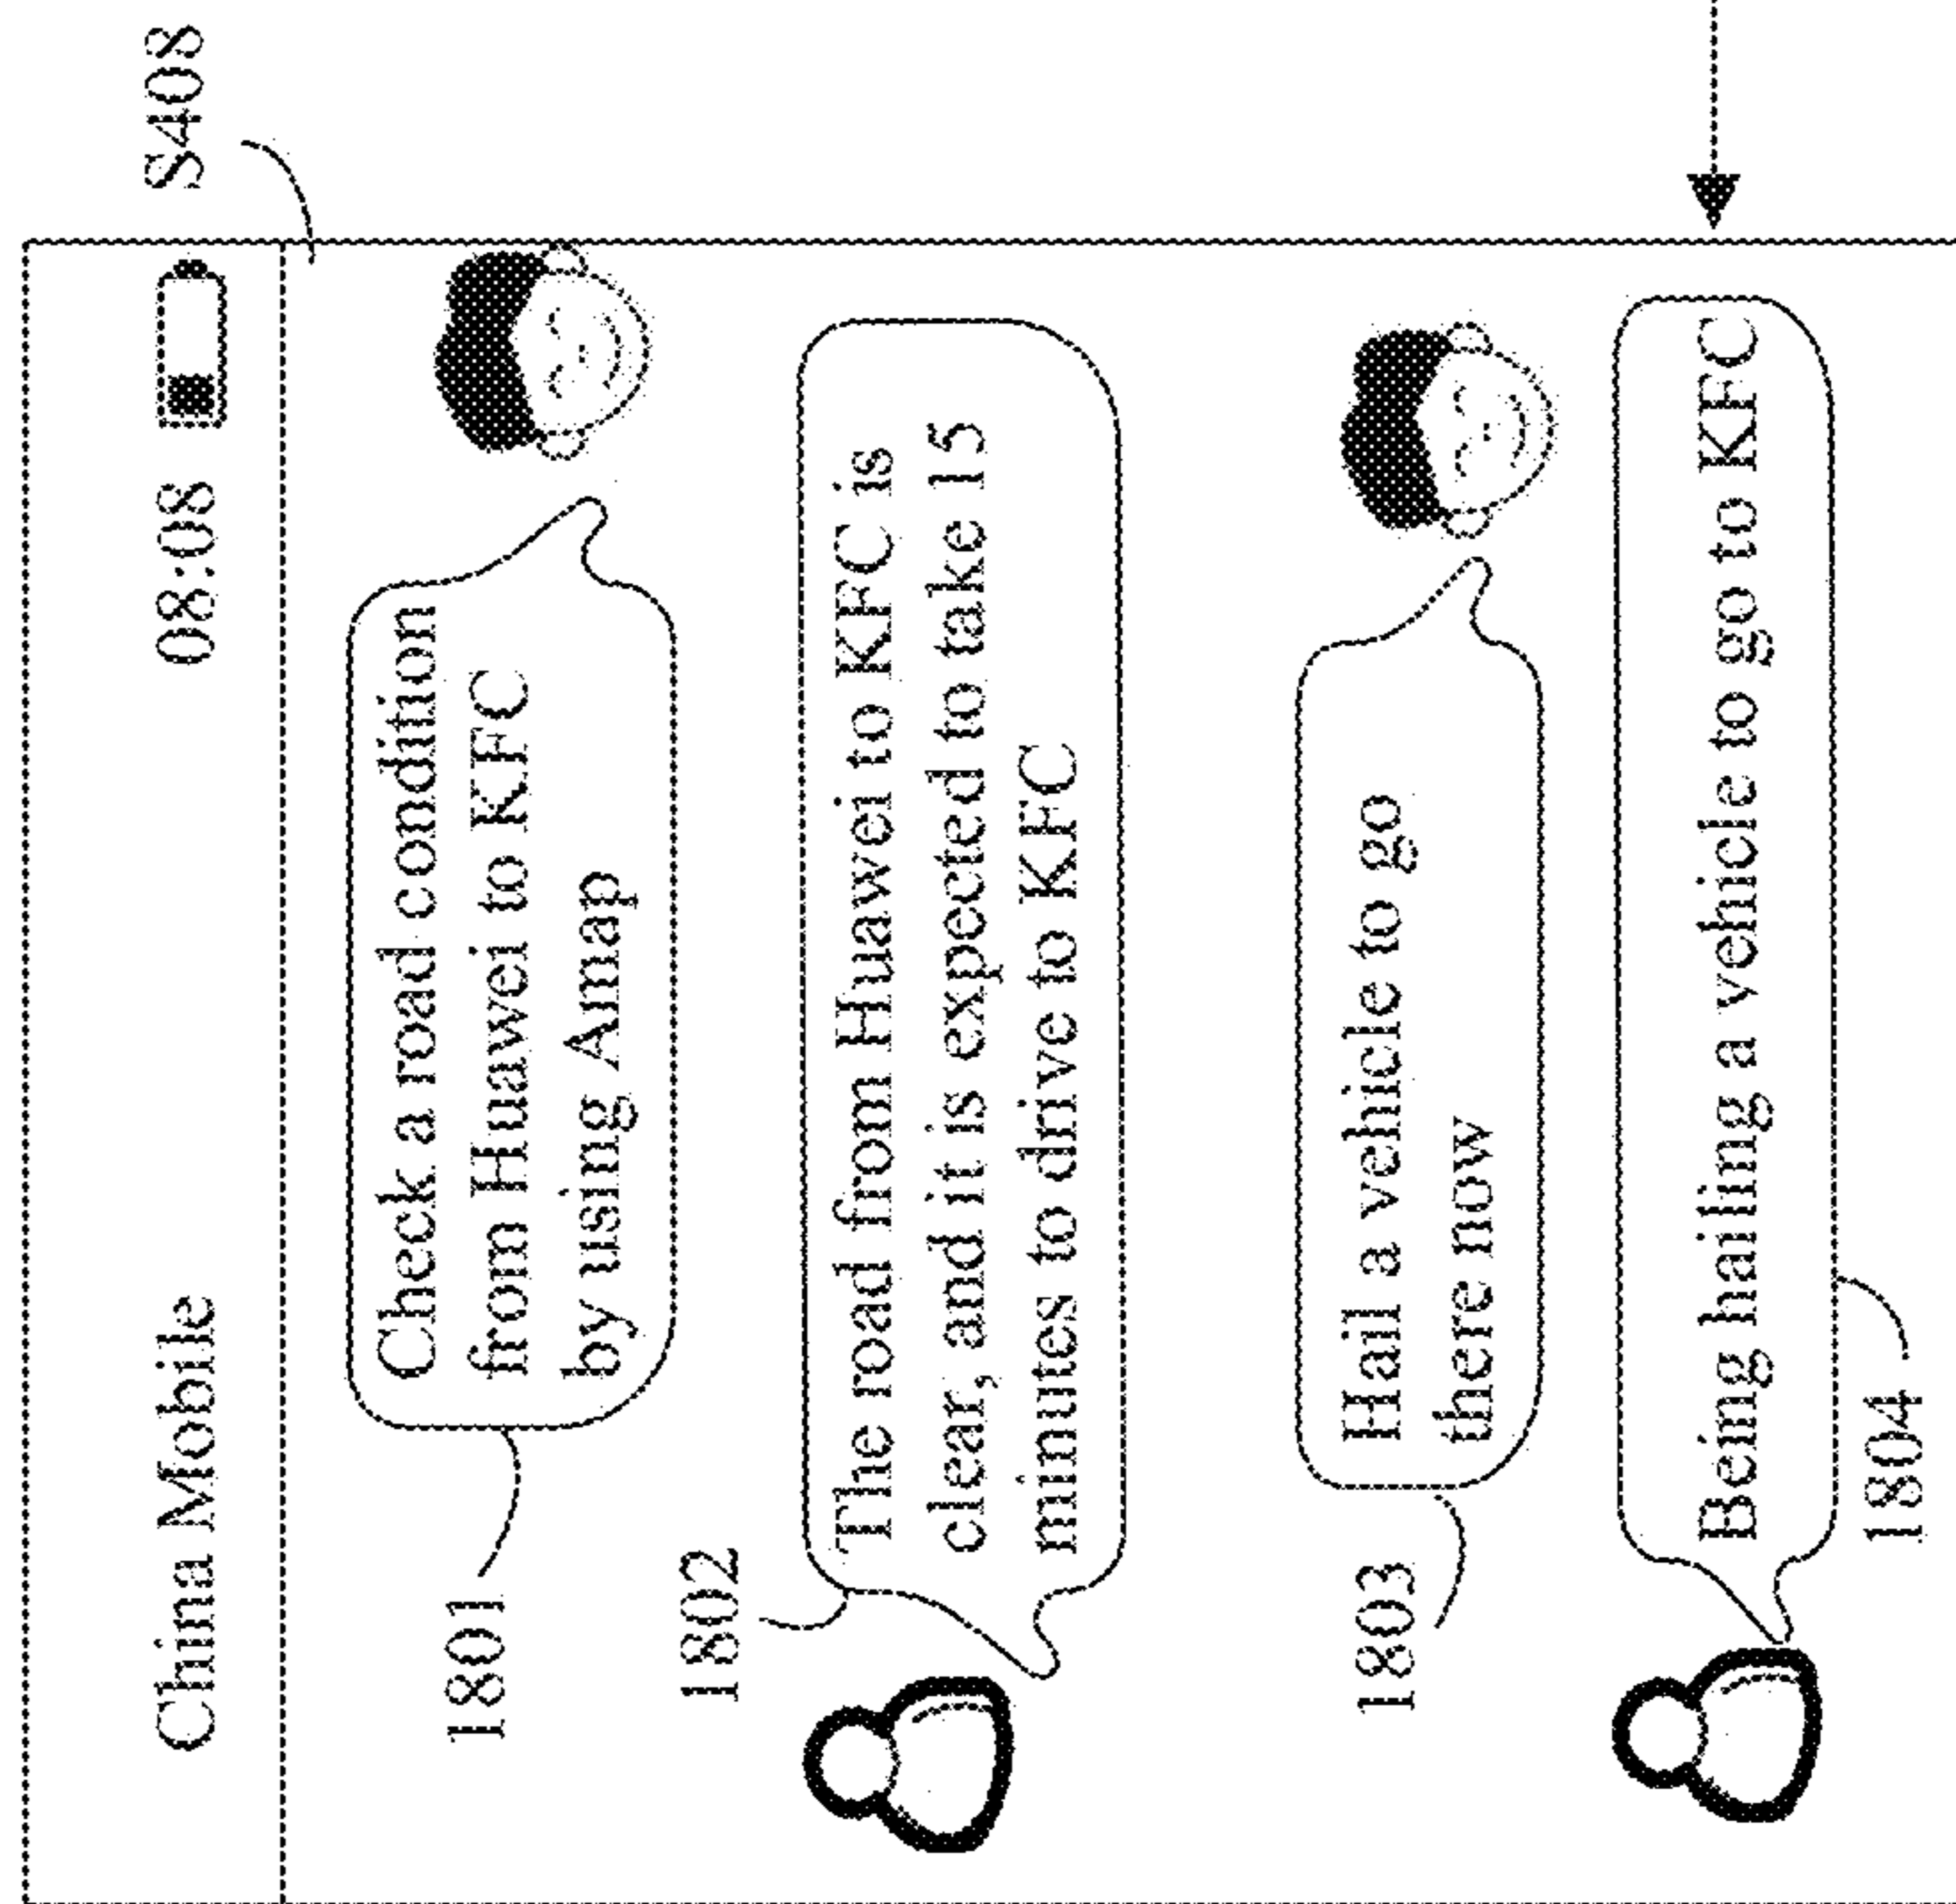 S408
China Mobile 08:08
1801
Check a road condition
from Huawei to KFC
by using Amap
1802
The road from Huawei to KFC is
clear, and it is expected to take 15
minutes to drive to KFC
1803
Hail a vehicle to go
there now
Being hailing a vehicle to go to KFC
1804